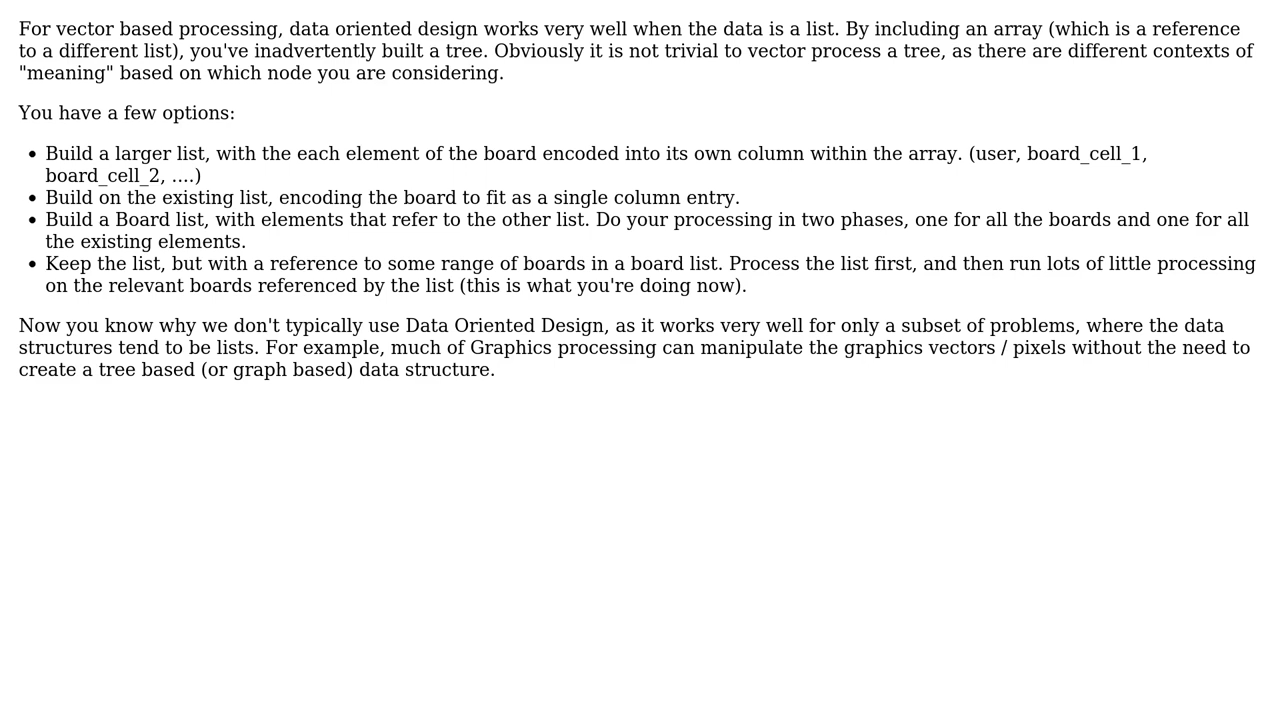 For vector based processing, data oriented design works very well when the data is a list. By including an array (which is a reference
to a different list), you've inadvertently built a tree. Obviously it is not trivial to vector process a tree, as there are different contexts of
"meaning" based on which node you are considering.
You have a few options:
• Build a larger list, with the each element of the board encoded into its own column within the array. (user, board_cell_1,
board_cell_2, ....)
• Build on the existing list, encoding the board to fit as a single column entry.
• Build a Board list, with elements that refer to the other list. Do your processing in two phases, one for all the boards and one for all
the existing elements.
• Keep the list, but with a reference to some range of boards in a board list. Process the list first, and then run lots of little processing
on the relevant boards referenced by the list (this is what you're doing now).
Now you know why we don't typically use Data Oriented Design, as it works very well for only a subset of problems, where the data
structures tend to be lists. For example, much of Graphics processing can manipulate the graphics vectors / pixels without the need to
create a tree based (or graph based) data structure.